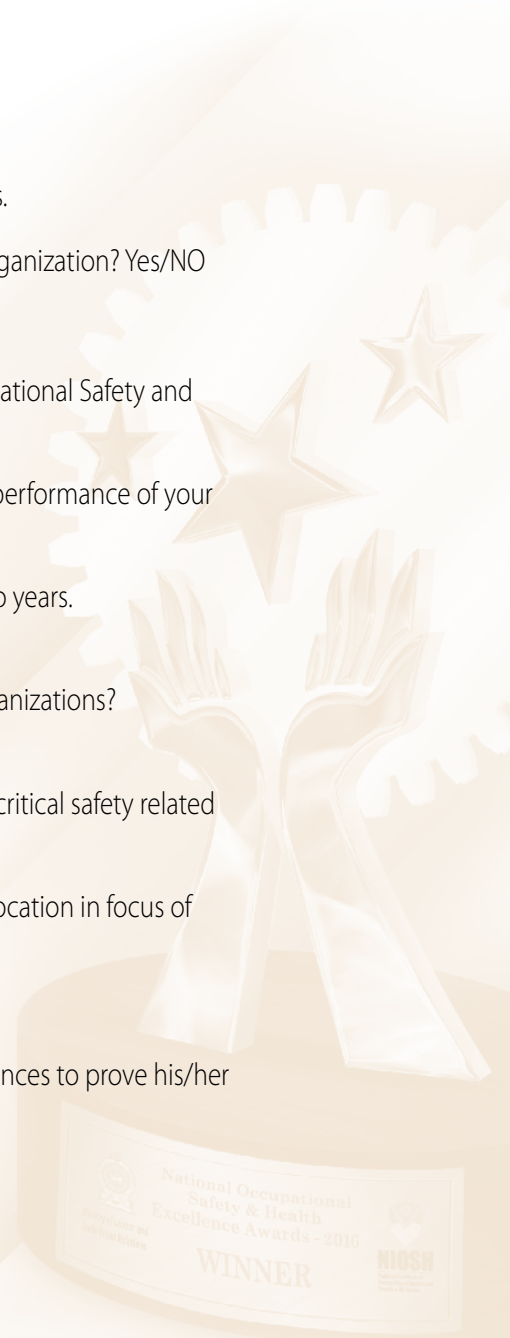 s.
ganization? Yes/NO
ational Safety and
performance of your
o years.
anizations?
critical safety related
ocation in focus of
nces to prove his/her
National Occupational
Safety & Health
Excellence Awards - 2016
WINNER
NIOSH